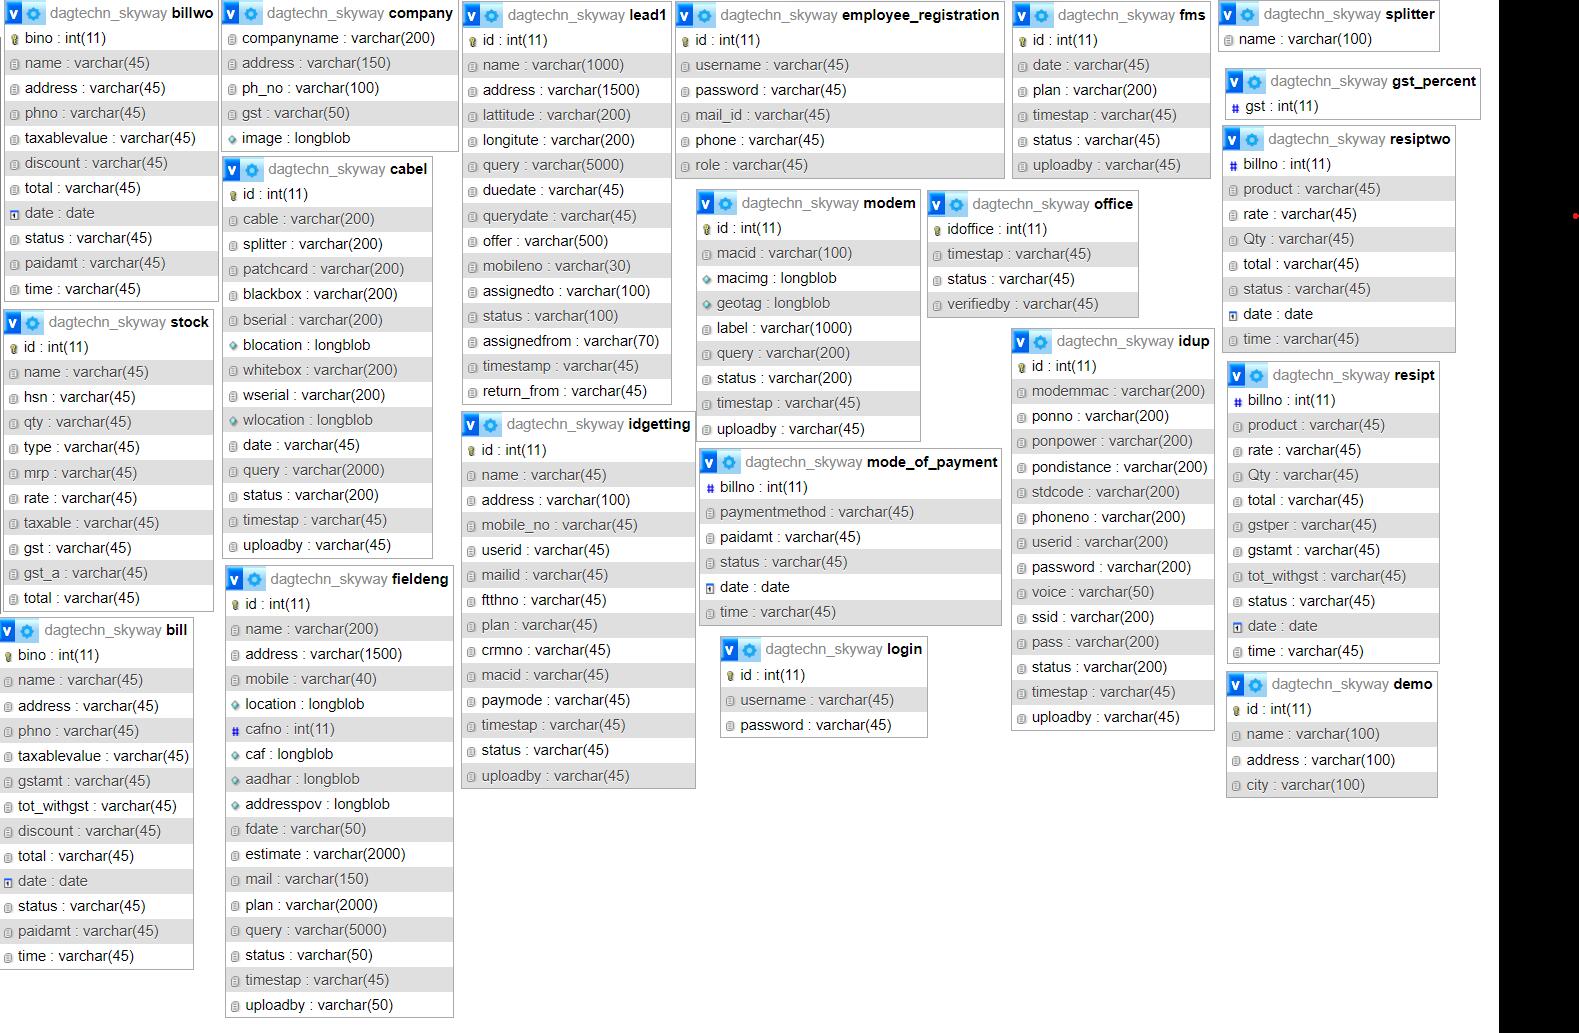 dagtechn_skyway billwo
bino : int(11)
name : varchar(45)
address : varchar(45)
phno : varchar(45)
taxablevalue : varchar(45)
discount : varchar(45)
total : varchar(45)
date : date
status : varchar(45)
paidamt : varchar(45)
time : varchar(45)
dagtechn_skyway stock
id : int(11)
name : varchar(45)
hsn : varchar(45)
qty : varchar(45)
type : varchar(45)
mrp : varchar(45)
rate : varchar(45)
taxable : varchar(45)
gst : varchar(45)
gst_a : varchar(45)
total : varchar(45)
dagtechn_skyway bill
bino : int(11)
name : varchar(45)
address : varchar(45)
phno : varchar(45)
taxablevalue : varchar(45)
gstamt : varchar(45)
tot_withgst : varchar(45)
discount : varchar(45)
total : varchar(45)
date : date
status : varchar(45)
paidamt : varchar(45)
time : varchar(45)
dagtechn_skyway company
companyname : varchar(200)
address : varchar(150)
ph_no : varchar(100)
gst : varchar(50)
image : longblob
dagtechn_skyway cabel
id : int(11)
cable : varchar(200)
splitter : varchar(200)
patchcard : varchar(200)
blackbox : varchar(200)
bserial : varchar(200)
blocation : longblob
whitebox : varchar(200)
wserial : varchar(200)
wlocation : longblob
date : varchar(45)
query : varchar(2000)
status : varchar(200)
timestap : varchar(45)
uploadby : varchar(45)
dagtechn_skyway fieldeng
id : int(11)
name : varchar(200)
address : varchar(1500)
mobile : varchar(40)
location : longblob
cafno : int(11)
caf : longblob
aadhar : longblob
addresspov : longblob
fdate : varchar(50)
estimate : varchar(2000)
mail : varchar(150)
plan : varchar(2000)
query : varchar(5000)
status : varchar(50)
timestap : varchar(45)
uploadby : varchar(50)
dagtechn_skyway lead1
id : int(11)
name : varchar(1000)
address : varchar(1500)
lattitude : varchar(200)
longitute : varchar(200)
query : varchar(5000)
duedate : varchar(45)
querydate : varchar(45)
offer : varchar(500)
mobileno : varchar(30)
assignedto : varchar(100)
status : varchar(100)
assignedfrom : varchar(70)
timestamp : varchar(45)
return_from : varchar(45)
dagtechn_skyway idgetting
id : int(11)
name : varchar(45)
address : varchar(100)
mobile_no : varchar(45)
userid : varchar(45)
mailid : varchar(45)
ftthno : varchar(45)
plan : varchar(45)
crmno : varchar(45)
macid : varchar(45)
paymode : varchar(45)
timestap : varchar(45)
status : varchar(45)
uploadby : varchar(45)
dagtechn_skyway employee_registration
id : int(11)
username : varchar(45)
password : varchar(45)
mail_id : varchar(45)
phone : varchar(45)
role : varchar(45)
dagtechn_skyway modem
id : int(11)
macid : varchar(100)
macimg : longblob
geotag : longblob
label : varchar(1000)
query : varchar(200)
status : varchar(200)
timestap : varchar(45)
uploadby : varchar(45)
dagtechn_skyway mode_of_payment
billno : int(11)
paymentmethod : varchar(45)
paidamt : varchar(45)
status : varchar(45)
date : date
time : varchar(45)
dagtechn_skyway login
id : int(11)
username : varchar(45)
password : varchar(45)
dagtechn_skyway fms
id : int(11)
date : varchar(45)
plan : varchar(200)
timestap : varchar(45)
status : varchar(45)
uploadby : varchar(45)
dagtechn_skyway office
idoffice : int(11)
timestap : varchar(45)
status : varchar(45)
verifiedby : varchar(45)
dagtechn_skyway idup
id : int(11)
modemmac : varchar(200)
ponno : varchar(200)
ponpower : varchar(200)
pondistance : varchar(200)
stdcode : varchar(200)
phoneno : varchar(200)
userid : varchar(200)
password : varchar(200)
voice : varchar(50)
ssid : varchar(200)
pass : varchar(200)
status : varchar(200)
timestap : varchar(45)
uploadby : varchar(45)
dagtechn_skyway splitter
name : varchar(100)
dagtechn_skyway gst_percent
gst : int(11)
dagtechn_skyway resiptwo
billno : int(11)
product : varchar(45)
rate : varchar(45)
Qty : varchar(45)
total : varchar(45)
status : varchar(45)
date : date
time : varchar(45)
dagtechn_skyway resipt
billno : int(11)
product : varchar(45)
rate : varchar(45)
Qty : varchar(45)
total : varchar(45)
gstper : varchar(45)
gstamt : varchar(45)
tot_withgst : varchar(45)
status : varchar(45)
date : date
time : varchar(45)
dagtechn_skyway demo
id : int(11)
name : varchar(100)
address : varchar(100)
city : varchar(100)